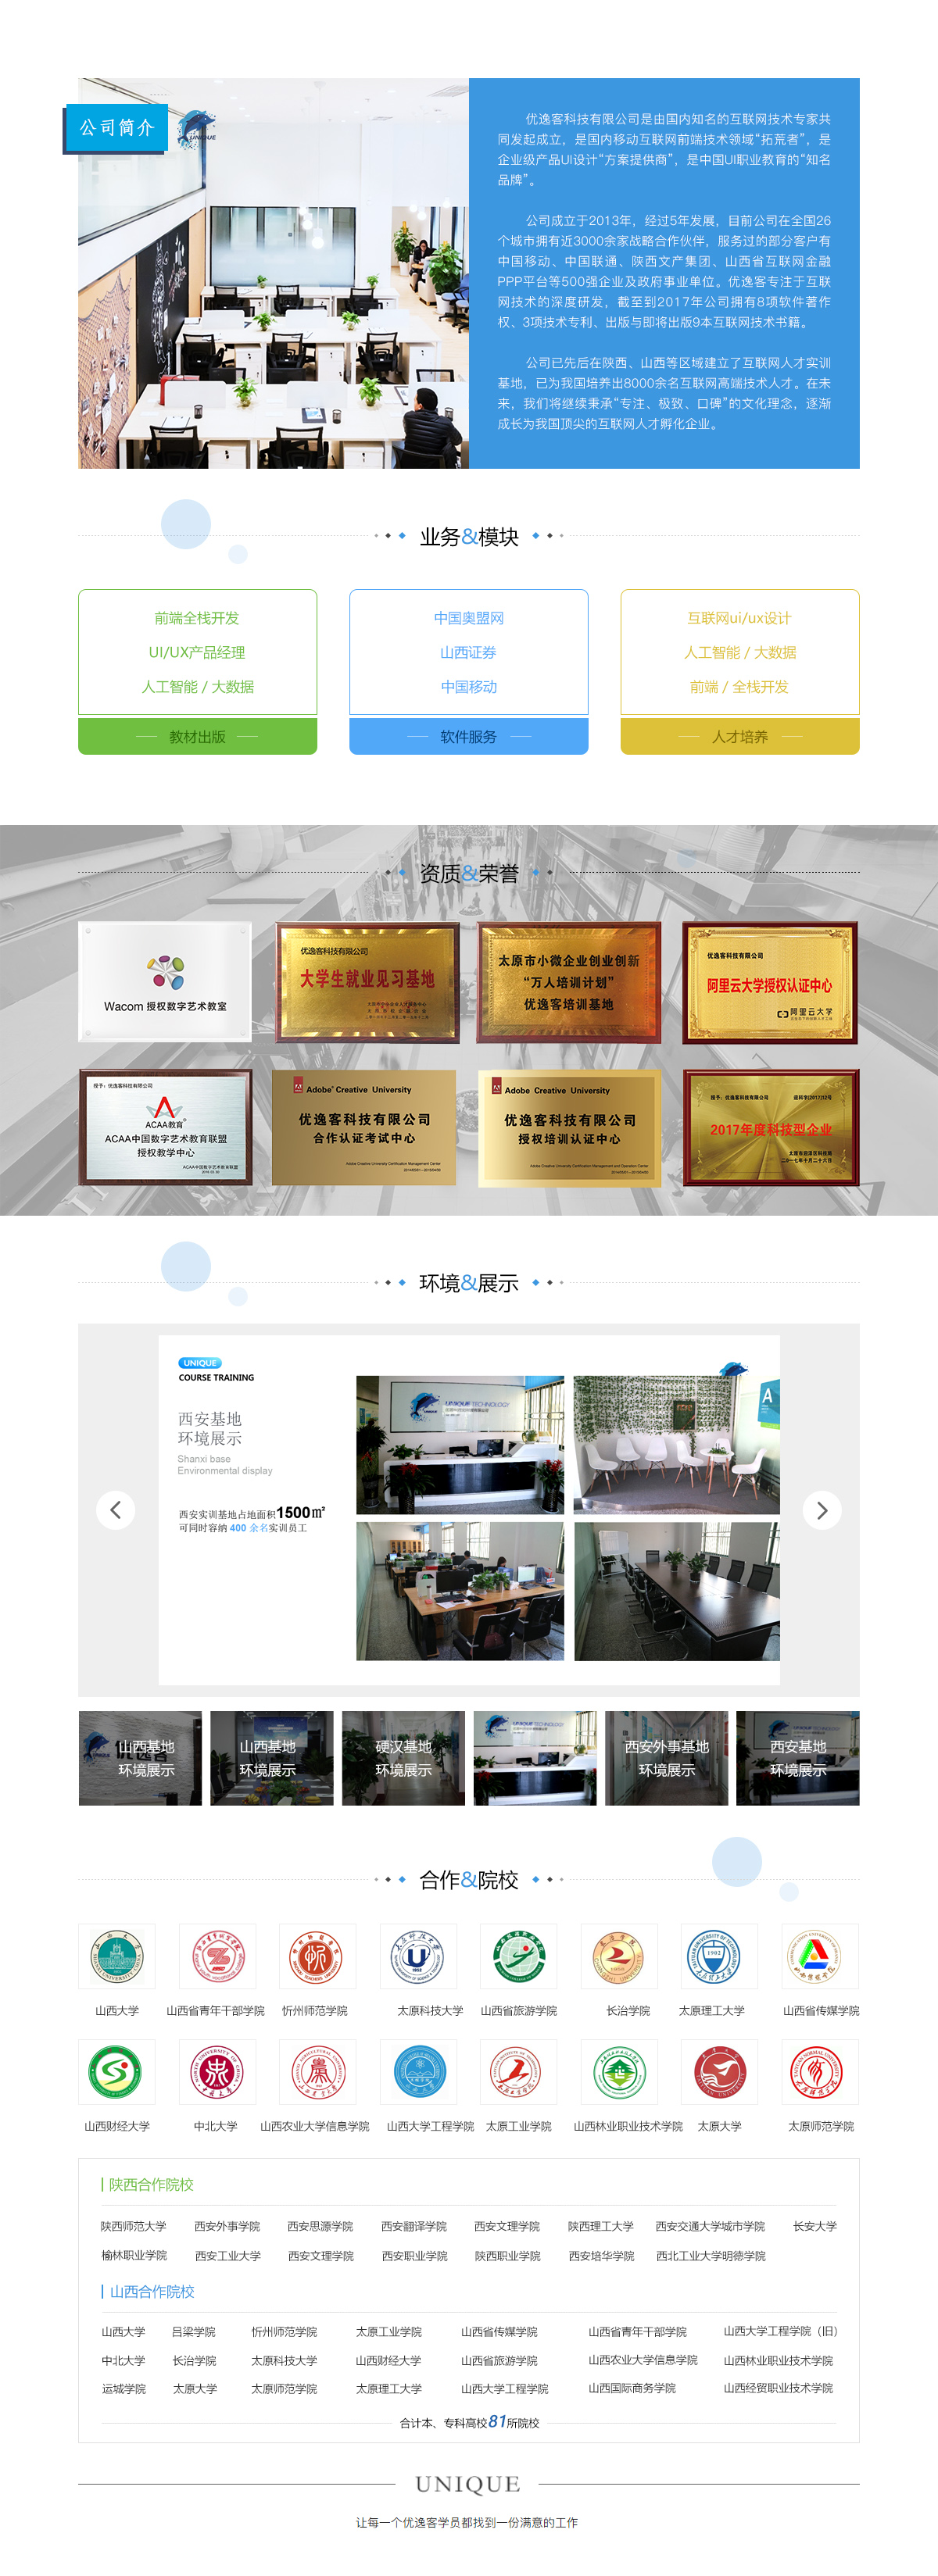 公司简介
UNIQUE
优逸客科技有限公司是由国内知名的互联网技术专家共
同发起成立，是国内移动互联网前端技术领域“拓荒者”，是
企业级产品UI设计“方案提供商”，是中国UI职业教育的“知名
品牌”。
公司成立于2013年，经过5年发展，目前公司在全国26
个城市拥有近3000余家战略合作伙伴，服务过的部分客户有
中国移动、中国联通、陕西文产集团、山西省互联网金融
PPP平台等500强企业及政府事业单位。优逸客专注于互联
网技术的深度研发，截至到2017年公司拥有8项软件著作
权、3项技术专利、出版与即将出版9本互联网技术书籍。
公司已先后在陕西、山西等区域建立了互联网人才实训
基地，已为我国培养出8000余名互联网高端技术人才。在未
来，我们将继续秉承“专注、极致、口碑”的文化理念，逐渐
成长为我国顶尖的互联网人才孵化企业。
业务&模块
前端全栈开发
UI/UX产品经理
人工智能 / 大数据
教材出版
中国奥盟网
山西证券
中国移动
软件服务
互联网ui/ux设计
人工智能 / 大数据
前端 / 全栈开发
人才培养
资质&荣誉
Wacom 授权数字艺术教室
优逸客科技有限公司
大学生就业见习基地
太原市小微企业创业创新
“万人培训计划”
优逸客培训基地
优逸客科技有限公司
阿里云大学授权认证中心
阿里云大学
授予：优逸客科技有限公司
ACAA教育
ACAA中国数字艺术教育联盟
授权教学中心
ACAA中国数字艺术教育联盟
Adobe Creative University
优逸客科技有限公司
合作认证考试中心
Adobe Creative University
优逸客科技有限公司
授权培训认证中心
授予：优逸客科技有限公司
2017年度科技型企业
二〇一七年十月二十六日
环境&展示
UNIQUE
COURSE TRAINING
西安基地
环境展示
Shanxi base
Environmental display
西安实训基地占地面积1500㎡
可同时容纳 400 余名实训员工
UNIQUE TECHNOLOGY
山西基地
环境展示
山西基地
环境展示
硬汉基地
环境展示
西安外事基地
环境展示
西安基地
环境展示
合作&院校
山西大学 山西省青年干部学院 忻州师范学院 太原科技大学 山西省旅游学院 长治学院 太原理工大学 山西省传媒学院
山西财经大学 中北大学 山西农业大学信息学院 山西大学工程学院 太原工业学院 山西林业职业技术学院 太原大学 太原师范学院
陕西合作院校
陕西师范大学 西安外事学院 西安思源学院 西安翻译学院 西安文理学院 陕西理工大学 西安交通大学城市学院 长安大学
榆林职业学院 西安工业大学 西安文理学院 西安职业学院 陕西职业学院 西安培华学院 西北工业大学明德学院
山西合作院校
山西大学 吕梁学院 忻州师范学院 太原工业学院 山西省传媒学院 山西省青年干部学院 山西大学工程学院（旧）
中北大学 长治学院 太原科技大学 山西财经大学 山西省旅游学院 山西农业大学信息学院 山西林业职业技术学院
运城学院 太原大学 太原师范学院 太原理工大学 山西大学工程学院 山西国际商务学院 山西经贸职业技术学院
合计本、专科高校81所院校
UNIQUE
让每一个优逸客学员都找到一份满意的工作